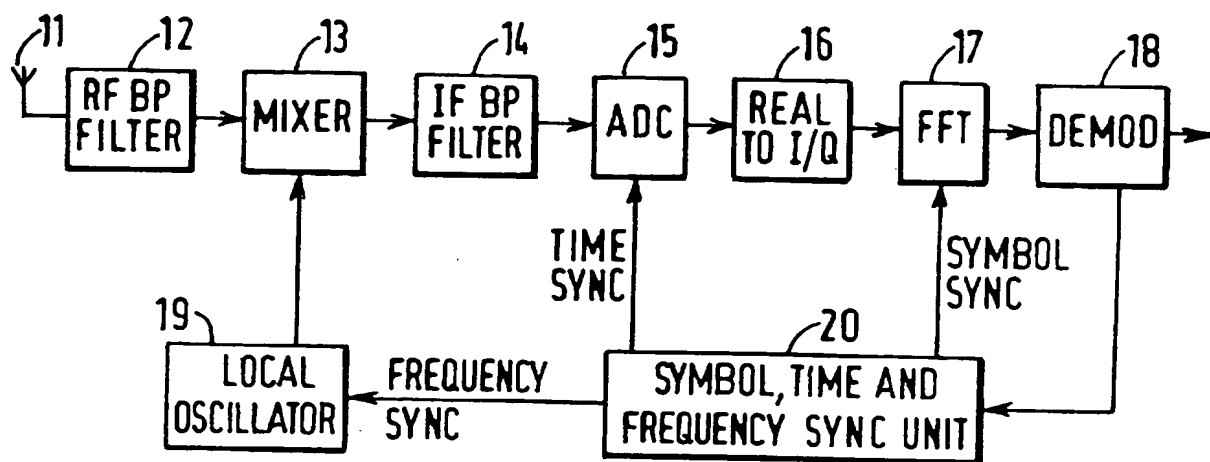 11
12
13
14
15
16
17
18
RF BP
FILTER
MIXER
IF BP
FILTER
ADC
REAL
TO I/Q
FFT
DEMOD
TIME
SYNC
SYMBOL
SYNC
19
20
LOCAL
OSCILLATOR
FREQUENCY
SYNC
SYMBOL, TIME AND
FREQUENCY SYNC UNIT